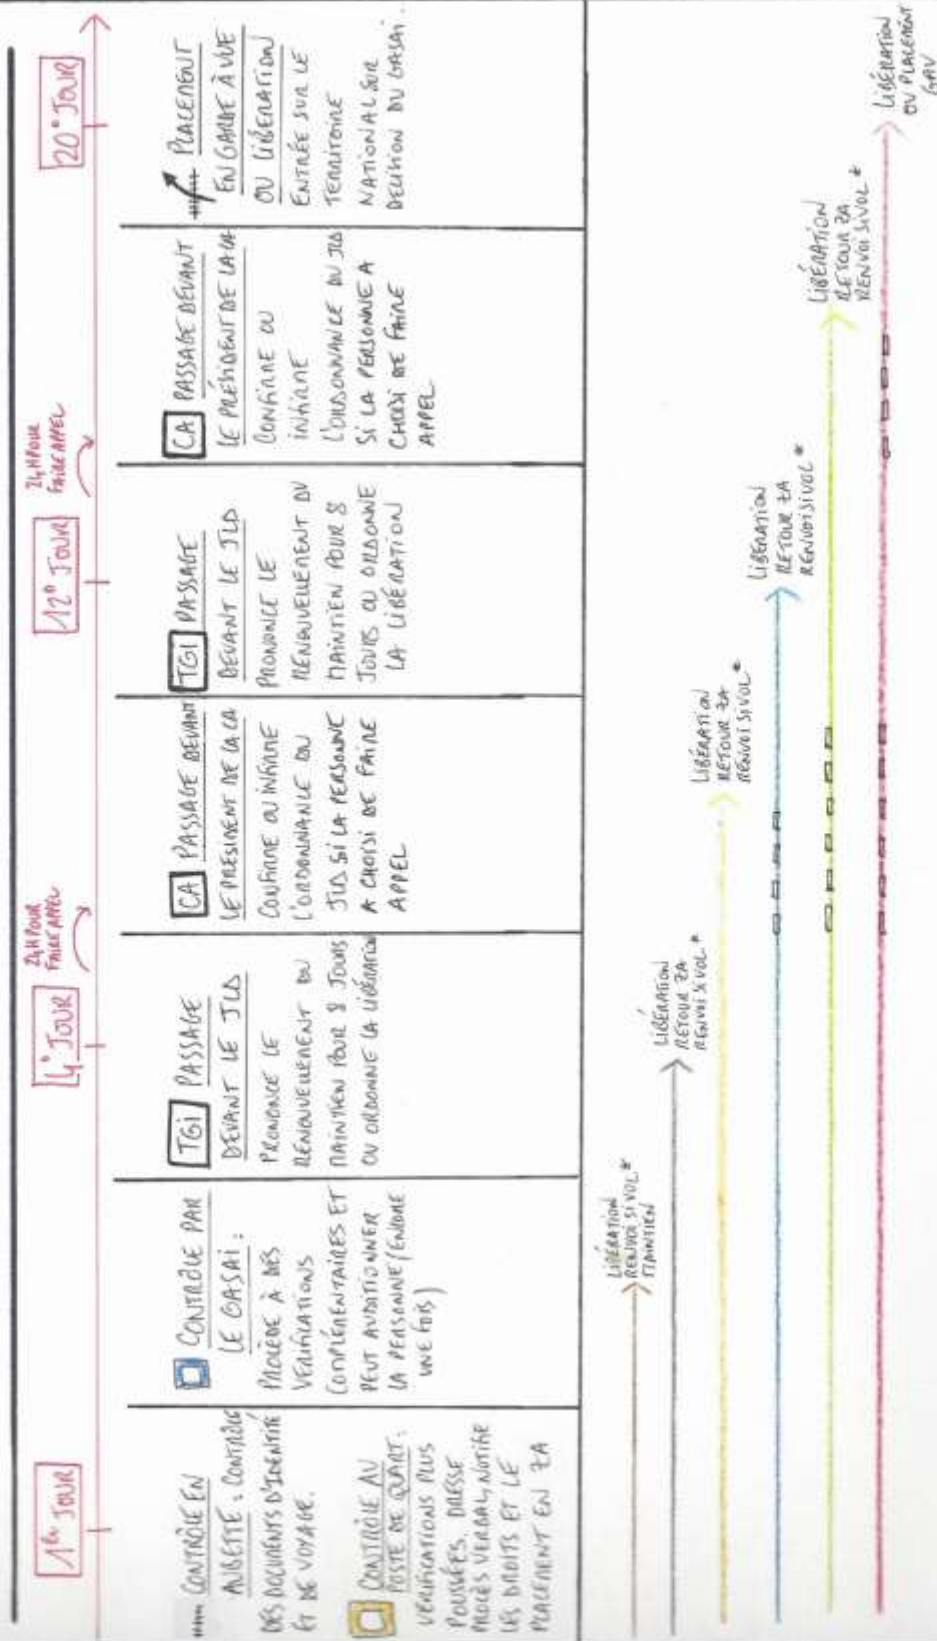 1er JOUR
4° JOUR
24H POUR
FAIRE APPEL
12° JOUR
24H POUR
FAIRE APPEL
20° JOUR
CONTRÔLE EN
AUBETTE : CONTRÔLE
DES DOCUMENTS D'IDENTITÉ
ET DE VOYAGE.
CONTRÔLE AU
POSTE DE QUART :
VERIFICATIONS PLUS
POUSSÉES. DRESSE
PROCÈS VERBAL, NOTIFIE
LES DROITS ET LE
PLACEMENT EN ZA
CONTRÔLE PAR
LE GASAI :
PROCÈDE À DES
VERIFICATIONS
COMPLÉMENTAIRES ET
PEUT AUDITIONNER
LA PERSONNE (ENCORE
UNE FOIS)
TGI PASSAGE
DEVANT LE JLD
PRONONCE LE
RENOUVELLEMENT DU
MAINTIEN POUR 8 JOURS
OU ORDONNE LA LIBÉRATION
CA PASSAGE DEVANT
LE PRÉSIDENT DE LA CA
CONFIRME OU INFIRME
L'ORDONNANCE DU
JLD SI LA PERSONNE
A CHOISI DE FAIRE
APPEL
TGI PASSAGE
DEVANT LE JLD
PRONONCE LE
RENOUVELLEMENT DU
MAINTIEN POUR 8
JOURS OU ORDONNE
LA LIBÉRATION
CA PASSAGE DEVANT
LE PRÉSIDENT DE LA CA
CONFIRME OU
INFIRME
L'ORDONNANCE DU JLD
SI LA PERSONNE A
CHOISI DE FAIRE
APPEL
PLACEMENT
EN GARDE À VUE
OU LIBÉRATION
ENTRÉE SUR LE
TERRITOIRE
NATIONAL SUR
DECISION DU GASAI.
LIBÉRATION
RENVOI SI VOL*
MAINTIEN
LIBÉRATION
RETOUR ZA
RENVOI SI VOL*
LIBÉRATION
RETOUR ZA
RENVOI SI VOL*
LIBÉRATION
RETOUR ZA
RENVOI SI VOL*
LIBÉRATION
RETOUR ZA
RENVOI SI VOL*
LIBÉRATION
OU PLACEMENT
GAV